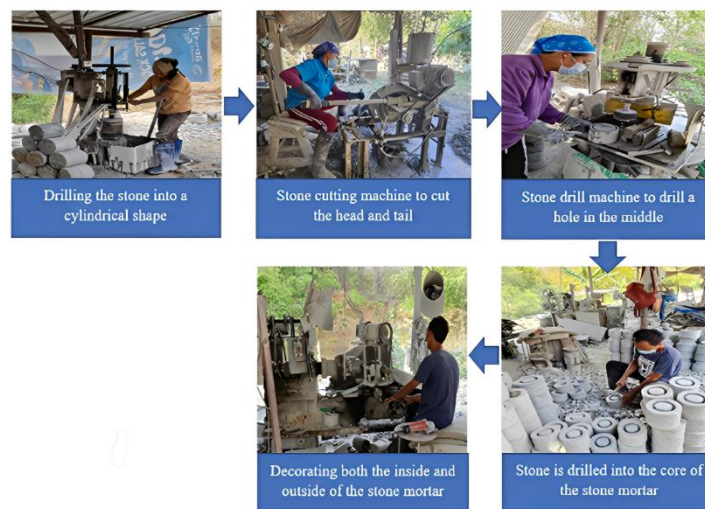 Drilling the stone into a
cylindrical shape
Stone cutting machine to cut
the head and tail
Stone drill machine to drill a
hole in the middle
Stone is drilled into the core of
the stone mortar
Decorating both the inside and
outside of the stone mortar